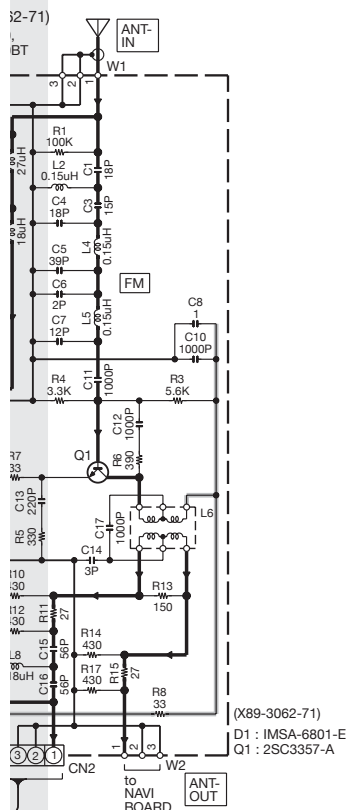 62-71)
ANT-
IN
OBT
W1
3 2 1
R1
100K
C1
18P
27uH
L2
0.15uH
C4
18P
C3
15P
18uH
C5
39P
L4
0.15uH
C6
2P
FM
C7
12P
L5
0.15uH
C8
1
C10
1000P
C11
1000P
R4
3.3K
R3
5.6K
C12
1000P
Q1
R6
390
R7
33
C13
220P
R5
330
C17
1000P
L6
C14
3P
R10
430
R13
150
R11
27
R12
430
R14
430
C15
56P
R17
430
R15
27
L8
18uH
C16
56P
R8
33
(X89-3062-71)
D1 : IMSA-6801-E
Q1 : 2SC3357-A
3 2 1
CN2
1 2 3
W2
to
NAVI
BOARD
ANT-
OUT